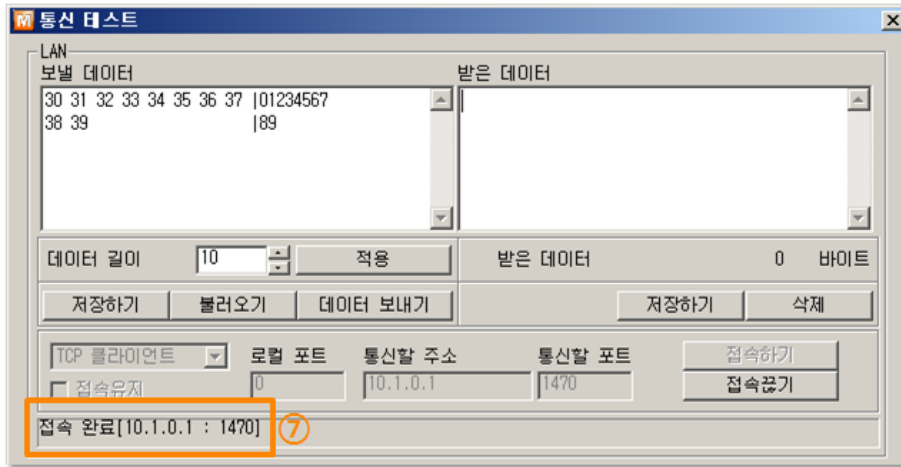 통신 테스트
LAN
보낼 데이터
받은 데이터
30 31 32 33 34 35 36 37 |01234567
38 39 |89
데이터 길이 10 적용
받은 데이터 0 바이트
저장하기 불러오기 데이터 보내기
저장하기 삭제
TCP 클라이언트 로컬 포트 통신할 주소 통신할 포트 접속하기
접속유지 0 10.1.0.1 1470 접속끊기
접속 완료[10.1.0.1 : 1470] ⑦